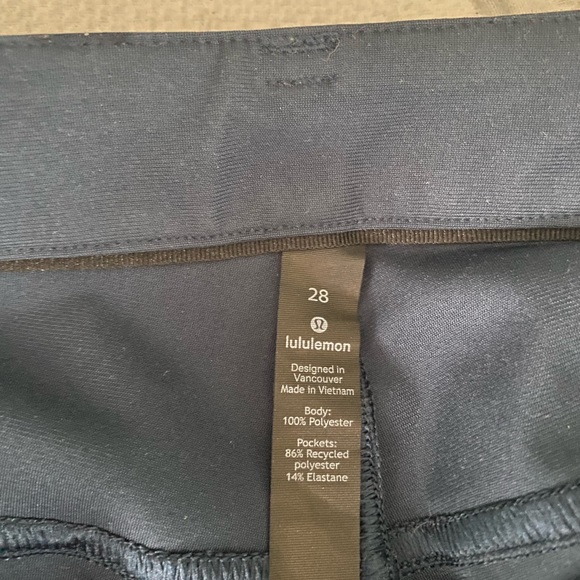 28
lululemon
Designed in
Vancouver
Made in Vietnam
Body:
100% Polyester
Pockets:
86% Recycled
polyester
14% Elastane